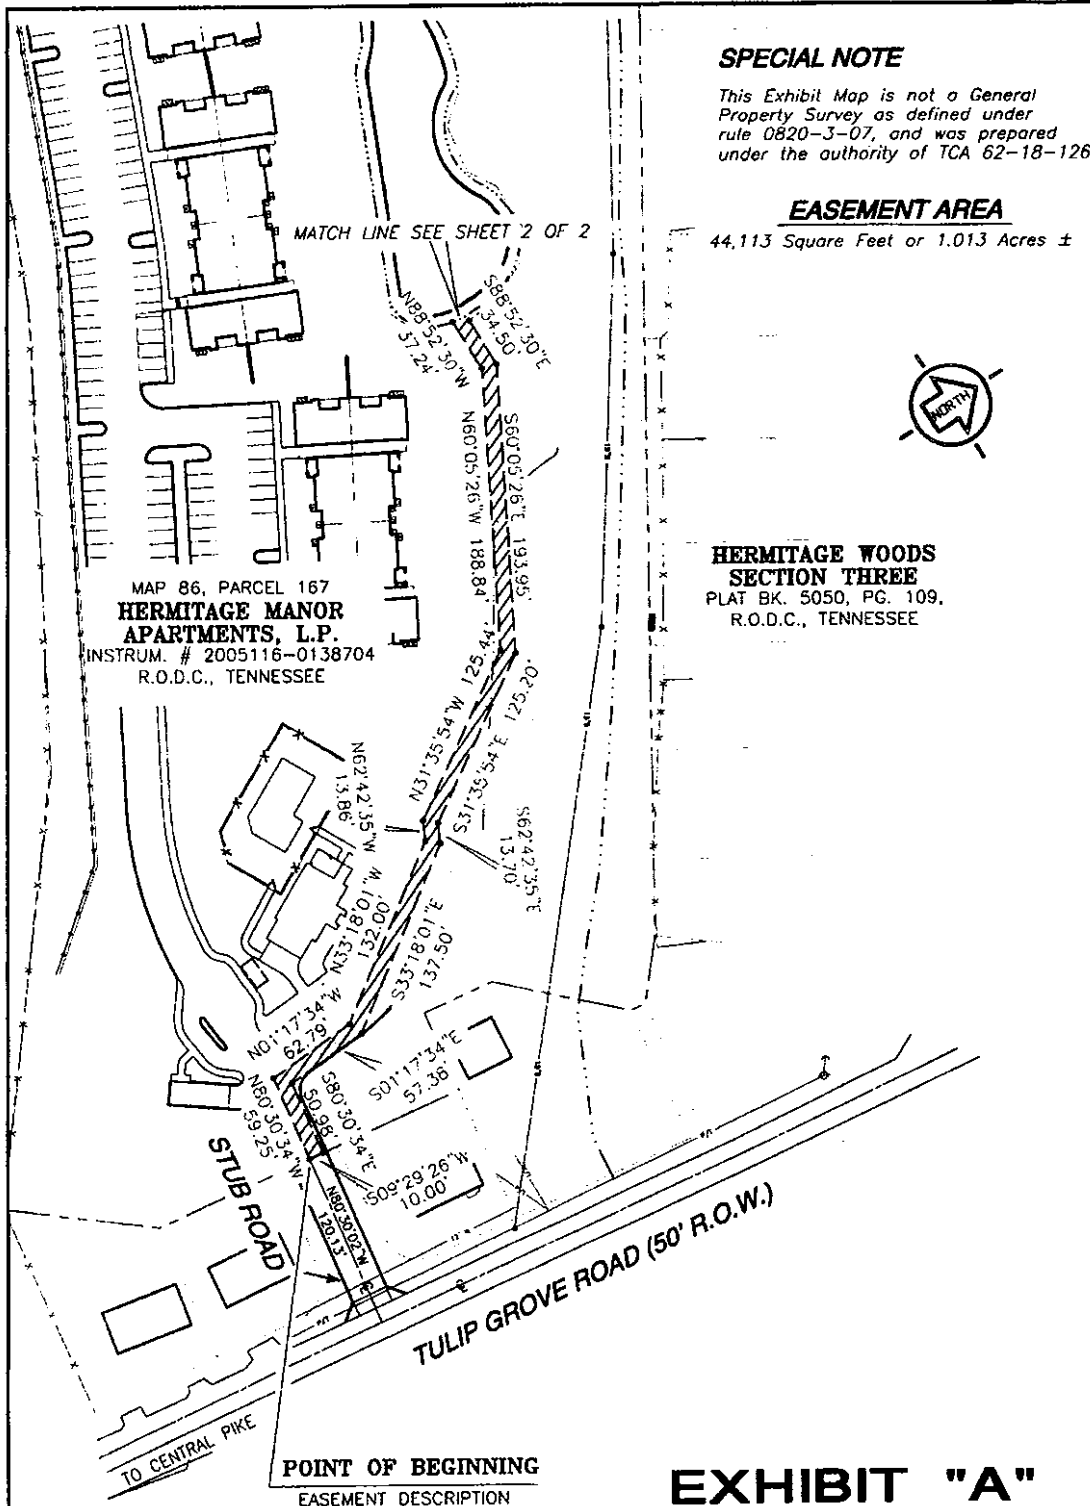 SPECIAL NOTE
This Exhibit Map is not a General
Property Survey as defined under
rule 0820-3-07, and was prepared
under the authority of TCA 62-18-126
EASEMENT AREA
44,113 Square Feet or 1.013 Acres ±
MATCH LINE SEE SHEET 2 OF 2
N88°52'30"W
37.24'
S88°52'30"E
34.50'
NORTH
N60°05'26"W 188.84'
S60°05'26"E 193.95'
HERMITAGE WOODS
SECTION THREE
PLAT BK. 5050, PG. 109,
R.O.D.C., TENNESSEE
MAP 86, PARCEL 167
HERMITAGE MANOR
APARTMENTS, L.P.
INSTRUM. # 2005116-0138704
R.O.D.C., TENNESSEE
N31°35'54"W 125.44'
S31°35'54"E 125.20'
N62°42'35"W
13.86'
S62°42'35"E
13.70'
N33°18'01"W
132.00'
S33°18'01"E
137.50'
N01°17'34"W
62.79'
S01°17'34"E
57.38'
N80°30'34"W
59.25'
S80°30'34"E
50.98'
S09°29'26"W
10.00'
STUB ROAD
N80°30'02"W
120.13'
TULIP GROVE ROAD (50' R.O.W.)
TO CENTRAL PIKE
POINT OF BEGINNING
EASEMENT DESCRIPTION
EXHIBIT "A"